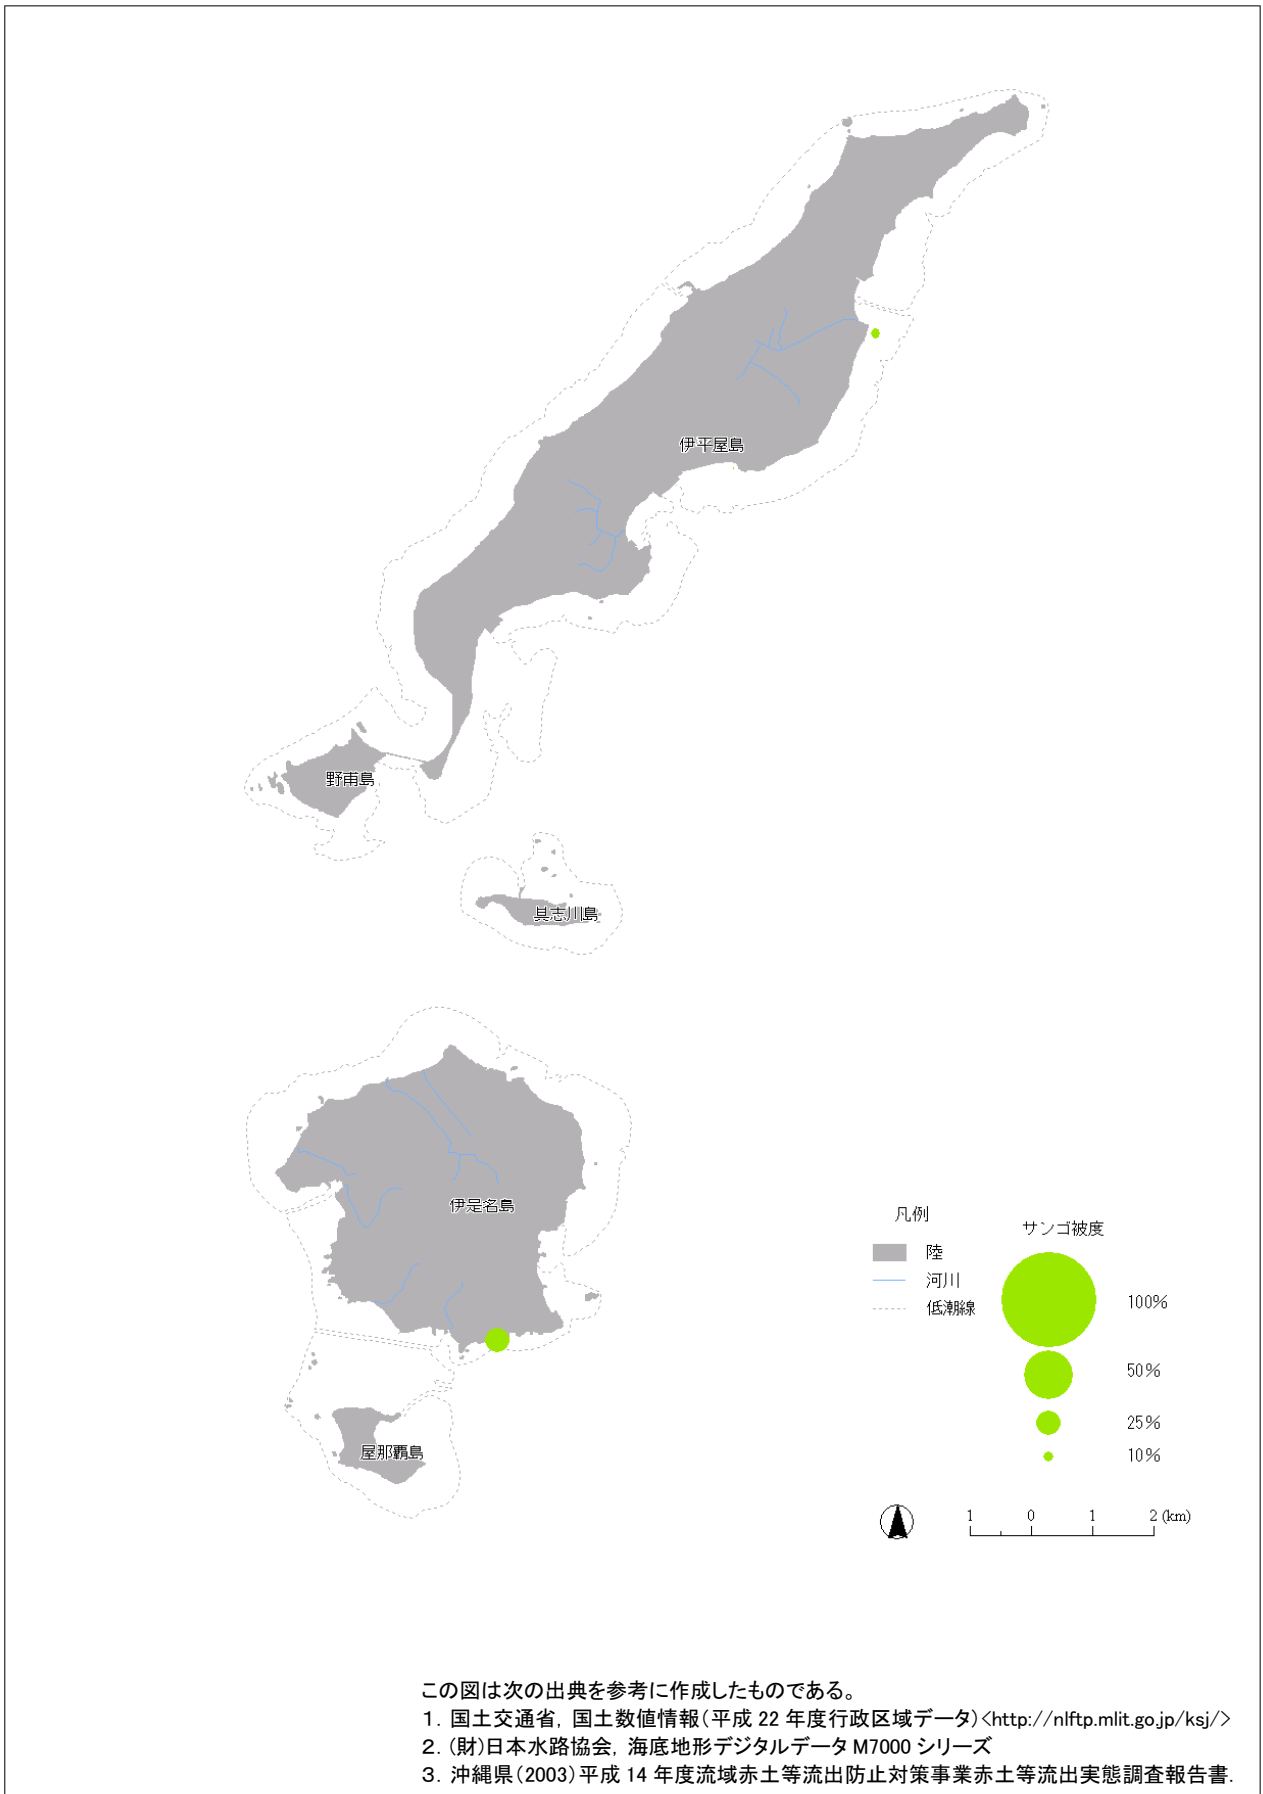 伊平屋島
野甫島
具志川島
伊是名島
屋那覇島
凡例
陸
河川
低潮線
サンゴ被度
100%
50%
25%
10%
1 0 1 2 (km)
この図は次の出典を参考に作成したものである。
1. 国土交通省, 国土数値情報(平成 22 年度行政区域データ)<http://nlftp.mlit.go.jp/ksj/>
2. (財)日本水路協会, 海底地形デジタルデータ M7000 シリーズ
3. 沖縄県(2003)平成 14 年度流域赤土等流出防止対策事業赤土等流出実態調査報告書.